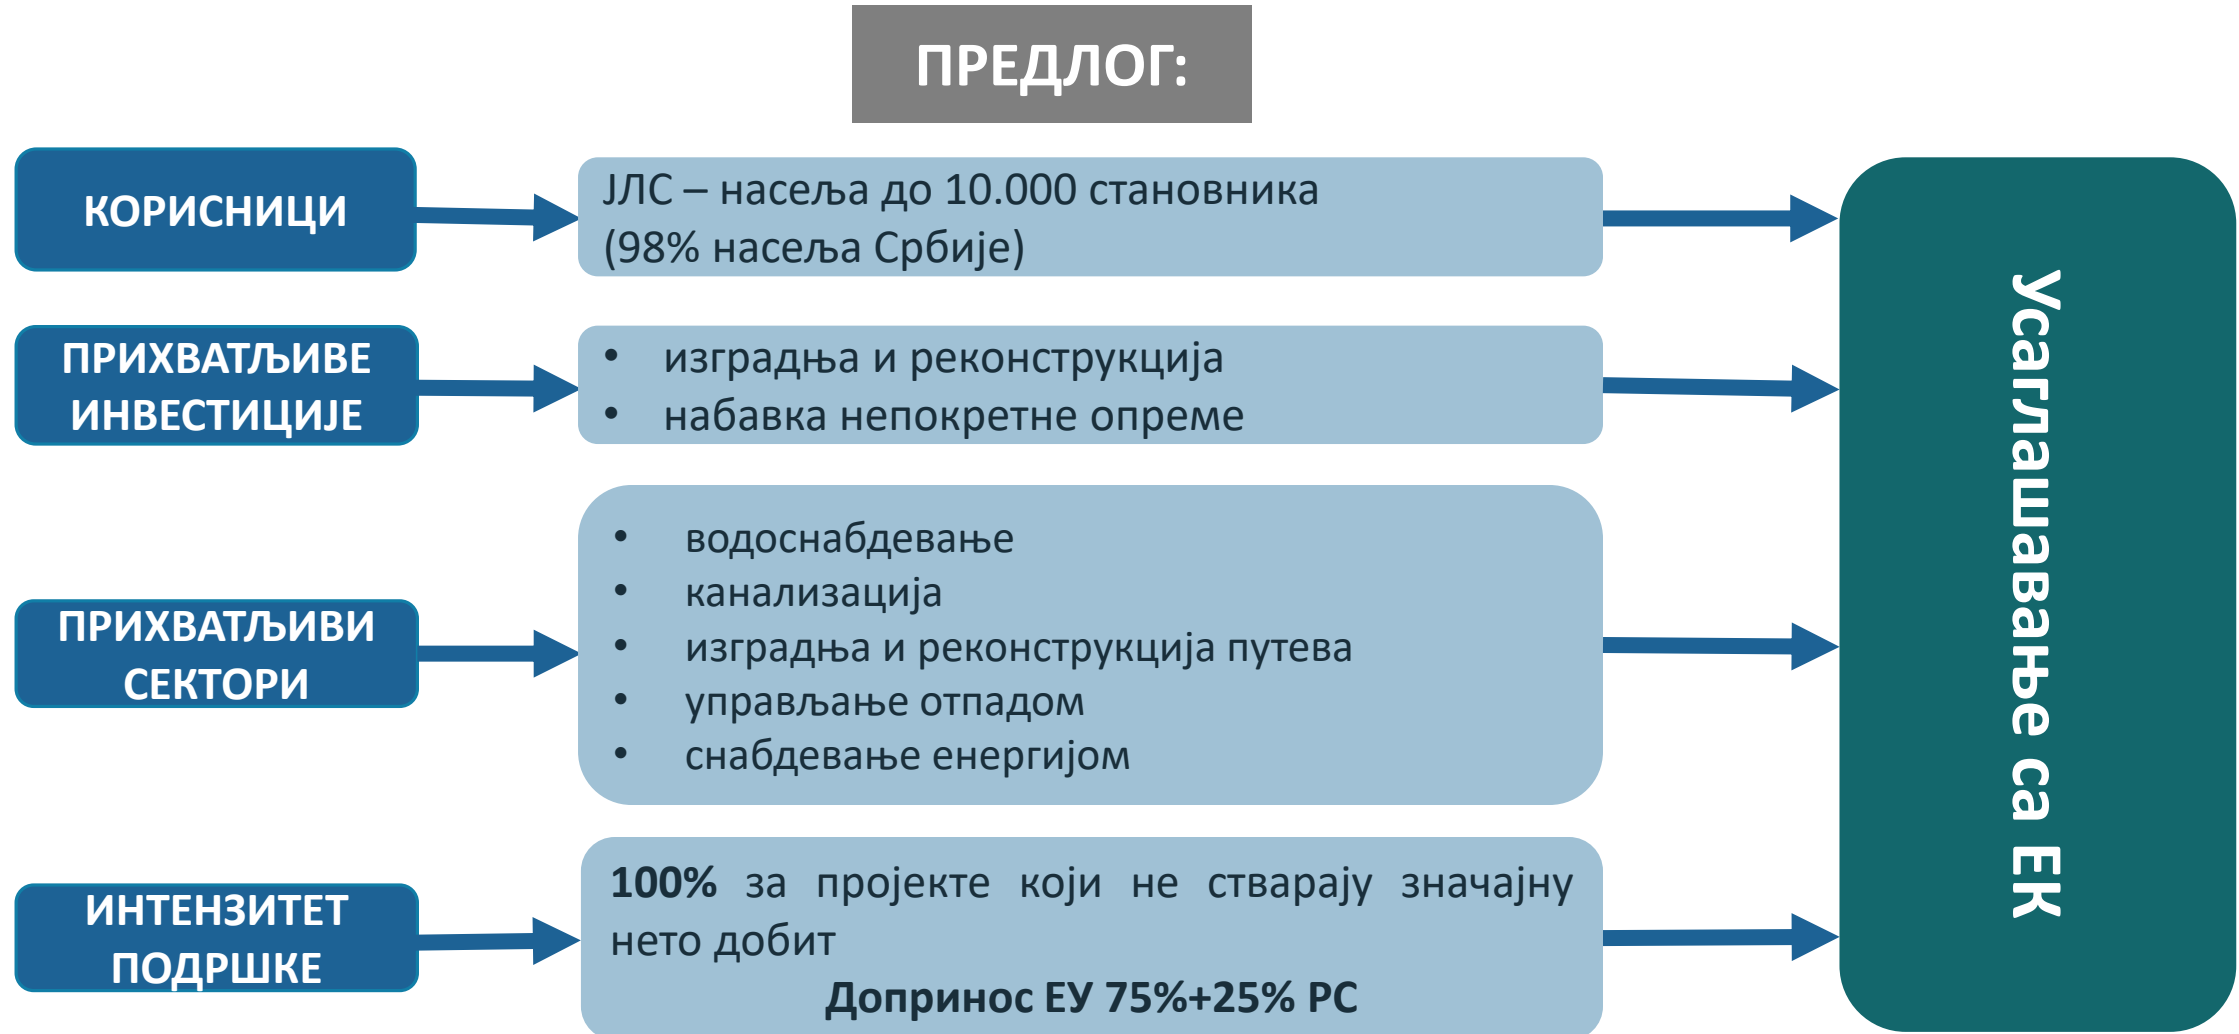 ПРЕДЛОГ:
КОРИСНИЦИ
ЈЛС – насеља до 10.000 становника
(98% насеља Србије)
ПРИХВАТЉИВЕ
ИНВЕСТИЦИЈЕ
• изградња и реконструкција
• набавка непокретне опреме
ПРИХВАТЉИВИ
СЕКТОРИ
• водоснабдевање
• канализација
• изградња и реконструкција путева
• управљање отпадом
• снабдевање енергијом
ИНТЕНЗИТЕТ
ПОДРШКЕ
100% за пројекте који не стварају значајну
нето добит
Допринос ЕУ 75%+25% РС
Усаглашавање са ЕК